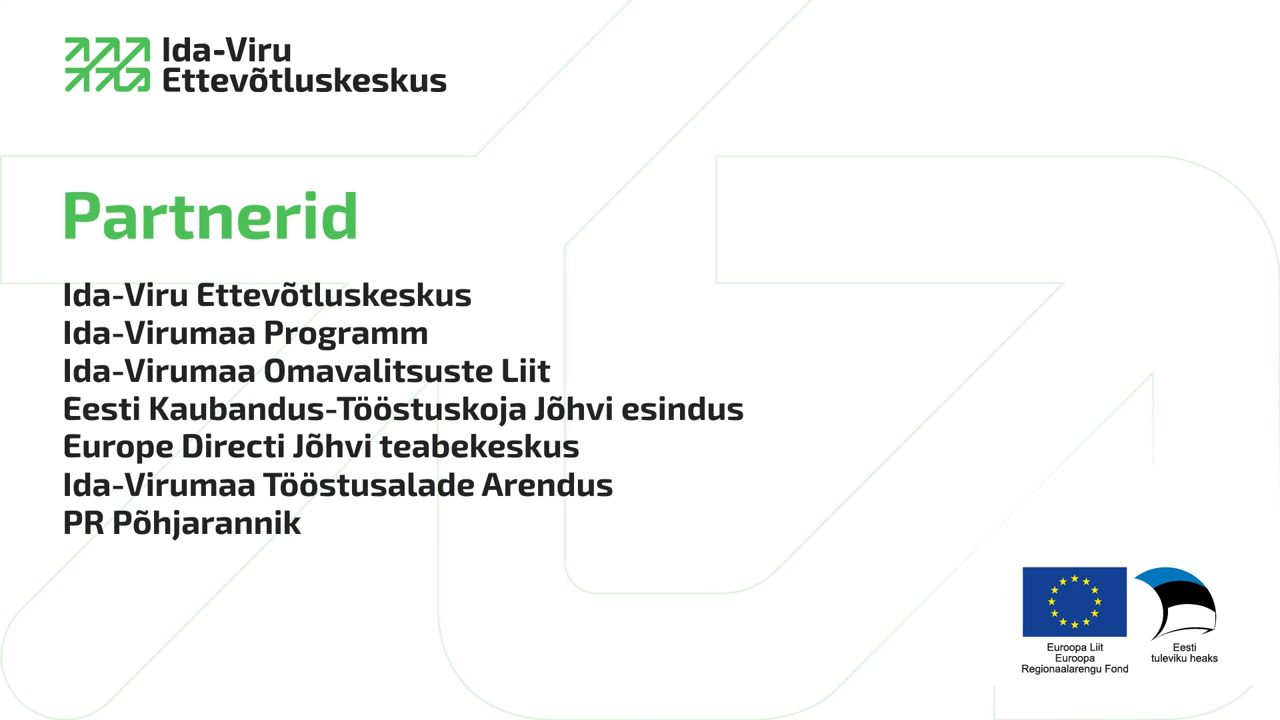 Ida-Viru
Ettevõtluskeskus
Partnerid
Ida-Viru Ettevõtluskeskus
Ida-Virumaa Programm
Ida-Virumaa Omavalitsuste Liit
Eesti Kaubandus-Tööstuskoja Jõhvi esindus
Europe Directi Jõhvi teabekeskus
Ida-Virumaa Tööstusalade Arendus
PR Põhjarannik
Euroopa Liit
Euroopa
Regionaalarengu Fond
Eesti
tuleviku heaks